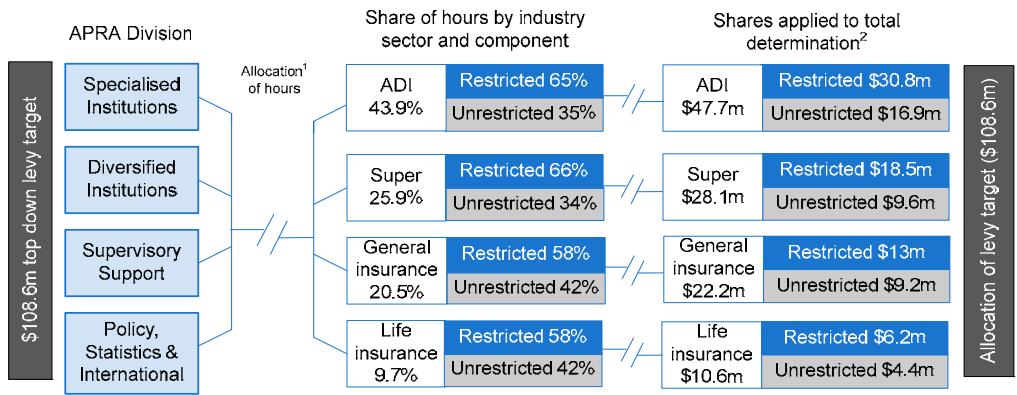 APRA Division
Allocation¹
of hours
Share of hours by industry
sector and component
Shares applied to total
determination²
$108.6m top down levy target
Specialised
Institutions
Diversified
Institutions
Supervisory
Support
Policy,
Statistics &
International
ADI
43.9%
Restricted 65%
Unrestricted 35%
Super
25.9%
Restricted 66%
Unrestricted 34%
General
insurance
20.5%
Restricted 58%
Unrestricted 42%
Life
insurance
9.7%
Restricted 58%
Unrestricted 42%
ADI
$47.7m
Restricted $30.8m
Unrestricted $16.9m
Super
$28.1m
Restricted $18.5m
Unrestricted $9.6m
General
insurance
$22.2m
Restricted $13m
Unrestricted $9.2m
Life
insurance
$10.6m
Restricted $6.2m
Unrestricted $4.4m
Allocation of levy target ($108.6m)